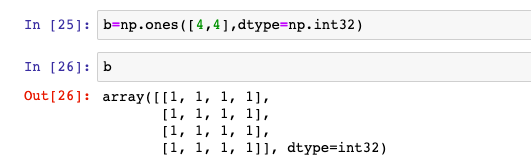 In [25]: b=np.ones([4,4],dtype=np.int32)
In [26]: b
Out[26]: array([[1, 1, 1, 1],
       [1, 1, 1, 1],
       [1, 1, 1, 1],
       [1, 1, 1, 1]], dtype=int32)